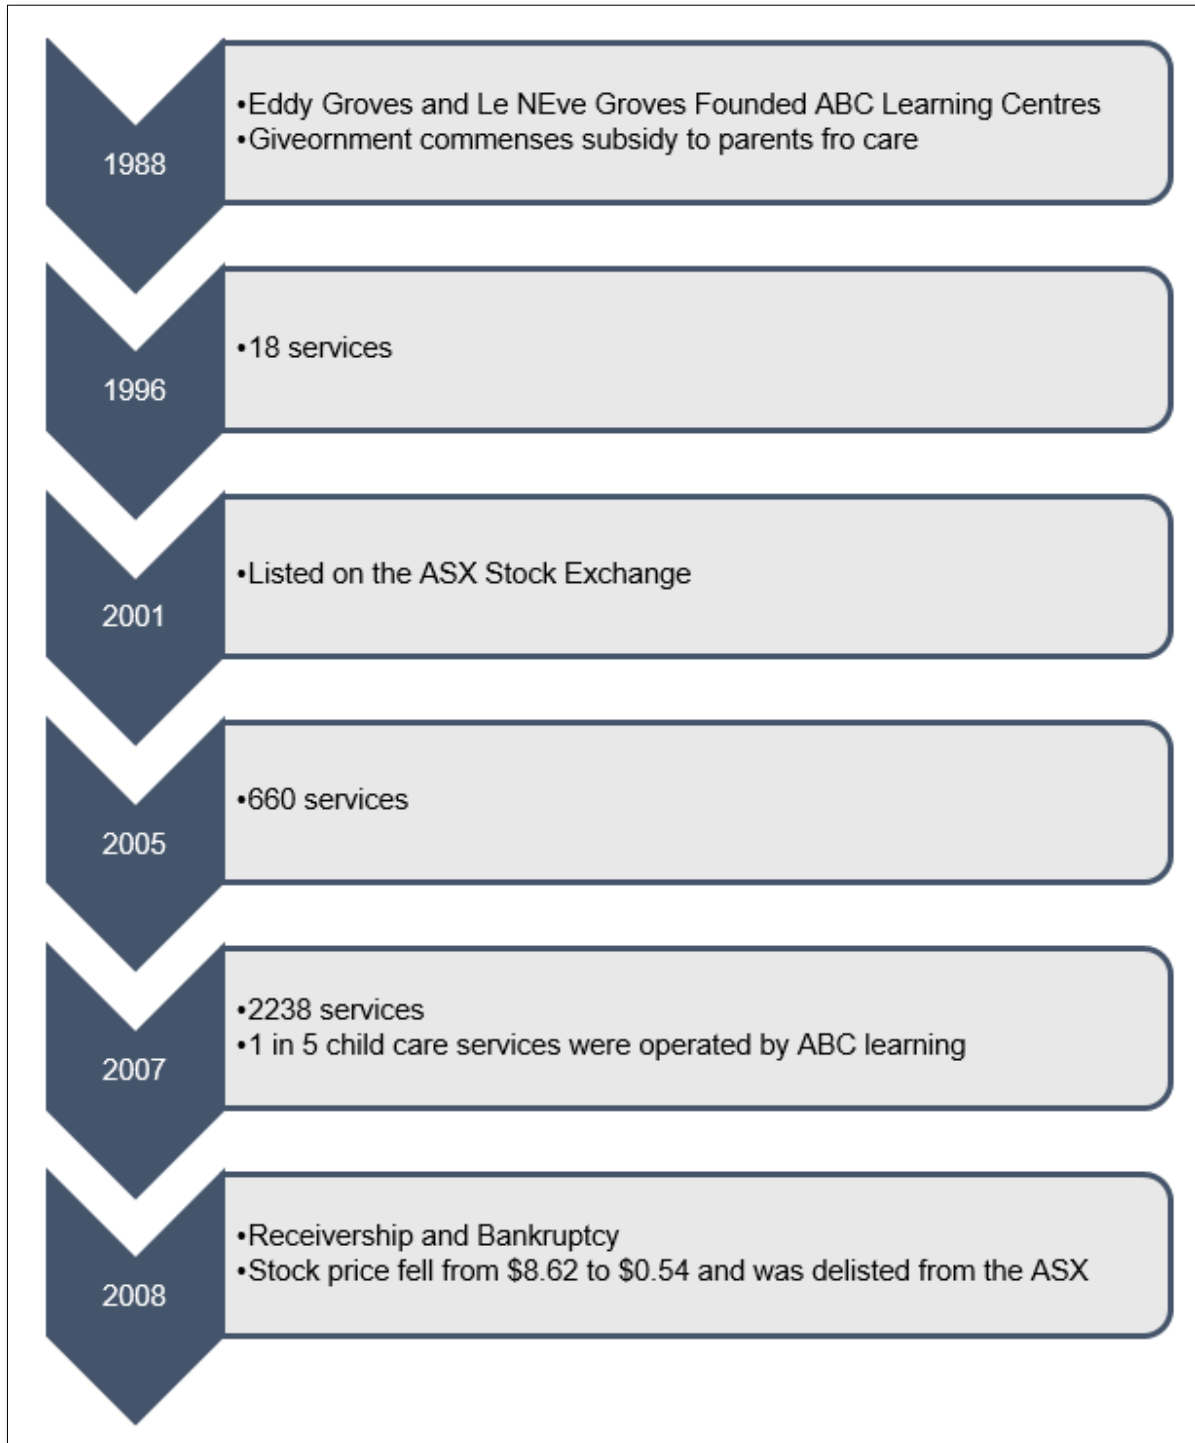 1988
•Eddy Groves and Le NEve Groves Founded ABC Learning Centres
•Giveornment commenses subsidy to parents fro care
1996
•18 services
2001
•Listed on the ASX Stock Exchange
2005
•660 services
2007
•2238 services
•1 in 5 child care services were operated by ABC learning
2008
•Receivership and Bankruptcy
•Stock price fell from $8.62 to $0.54 and was delisted from the ASX